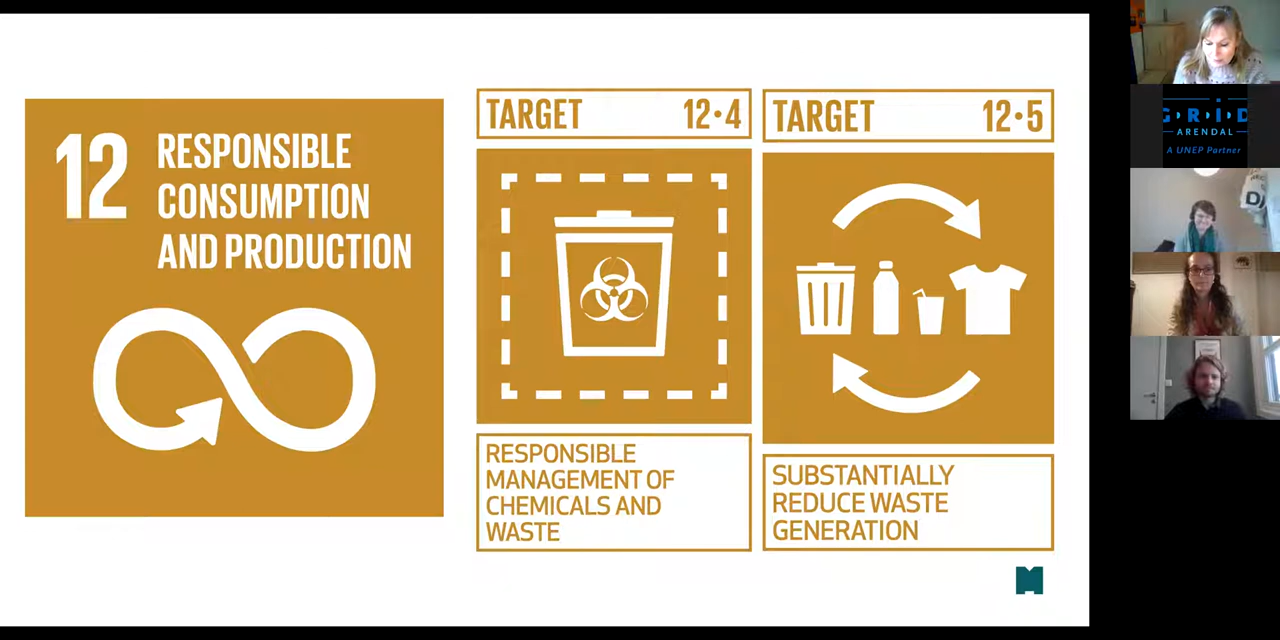 12 RESPONSIBLE
CONSUMPTION
AND PRODUCTION
TARGET 12.4
RESPONSIBLE
MANAGEMENT OF
CHEMICALS AND
WASTE
TARGET 12.5
SUBSTANTIALLY
REDUCE WASTE
GENERATION
GRID
ARENDAL
A UNEP Partner